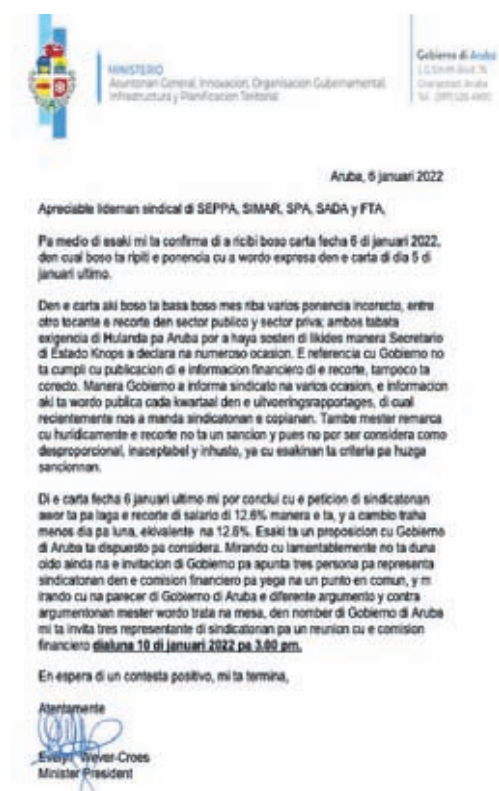 MINISTERIO
Asuntonan General, Innovacion, Organisacion Gubernamental,
Infrastructura y Planificacion Teritorial
Gobierno di Aruba
Aruba, 6 januari 2022
Apreciable lidernan sindical di SEPPA, SIMAR, SPA, SADA y FTA,
Pa medio di esaki mi ta confirma di a ricibi boso carta fecha 6 di januari 2022,
den cual boso ta ripiti e ponencia cu a wordo expresa den e carta di dia 5 di
januari ultimo.
Den e carta aki boso ta basa boso mes riba varios ponencia incorecto, entre
otro tocante e recorte den sector publico y sector priva; ambos tabata
exigencia di Hulanda pa Aruba por a haya sosten di likides manera Secretario
di Estado Knops a declara na numeroso ocasion. E referencia cu Gobierno no
ta cumpli cu publicacion di e informacion financiero di e recorte, tampoco ta
corecto. Manera Gobierno a informa sindicato na varios ocasion, e informacion
aki ta wordo publica cada kwartaal den e uitvoeringsrapportages, di cual
recientemente nos a manda sindicatonan e copianan. Tambe mester remarca
cu huridicamente e recorte no ta un sancion y pues no por ser considera como
desproporcional, inaceptabel y inhusto, ya cu esakinan ta criteria pa huzga
sancionnan.
Di e carta fecha 6 januari ultimo mi por conclui cu e peticion di sindicatonan
awor ta pa laga e recorte di salario di 12.6% manera e ta, y a cambio traha
menos dia pa luna, ekivalente na 12.6%. Esaki ta un proposicion cu Gobierno
di Aruba ta dispuesto pa considera. Mirando cu lamentablemente no ta duna
oido ainda na e invitacion di Gobierno pa apunta tres persona pa representa
sindicatonan den e comision financiero pa yega na un punto en comun, y m
irando cu na parecer di Gobierno di Aruba e diferente argumento y contra
argumentonan mester wordo trata na mesa, den nomber di Gobierno di Aruba
mi ta invita tres representante di sindicatonan pa un reunion cu e comision
financiero dialuna 10 di januari 2022 pa 3.00 pm.
En espera di un contesta positivo, mi ta termina,
Atentamente
Evelyn Wever-Croes
Minister President